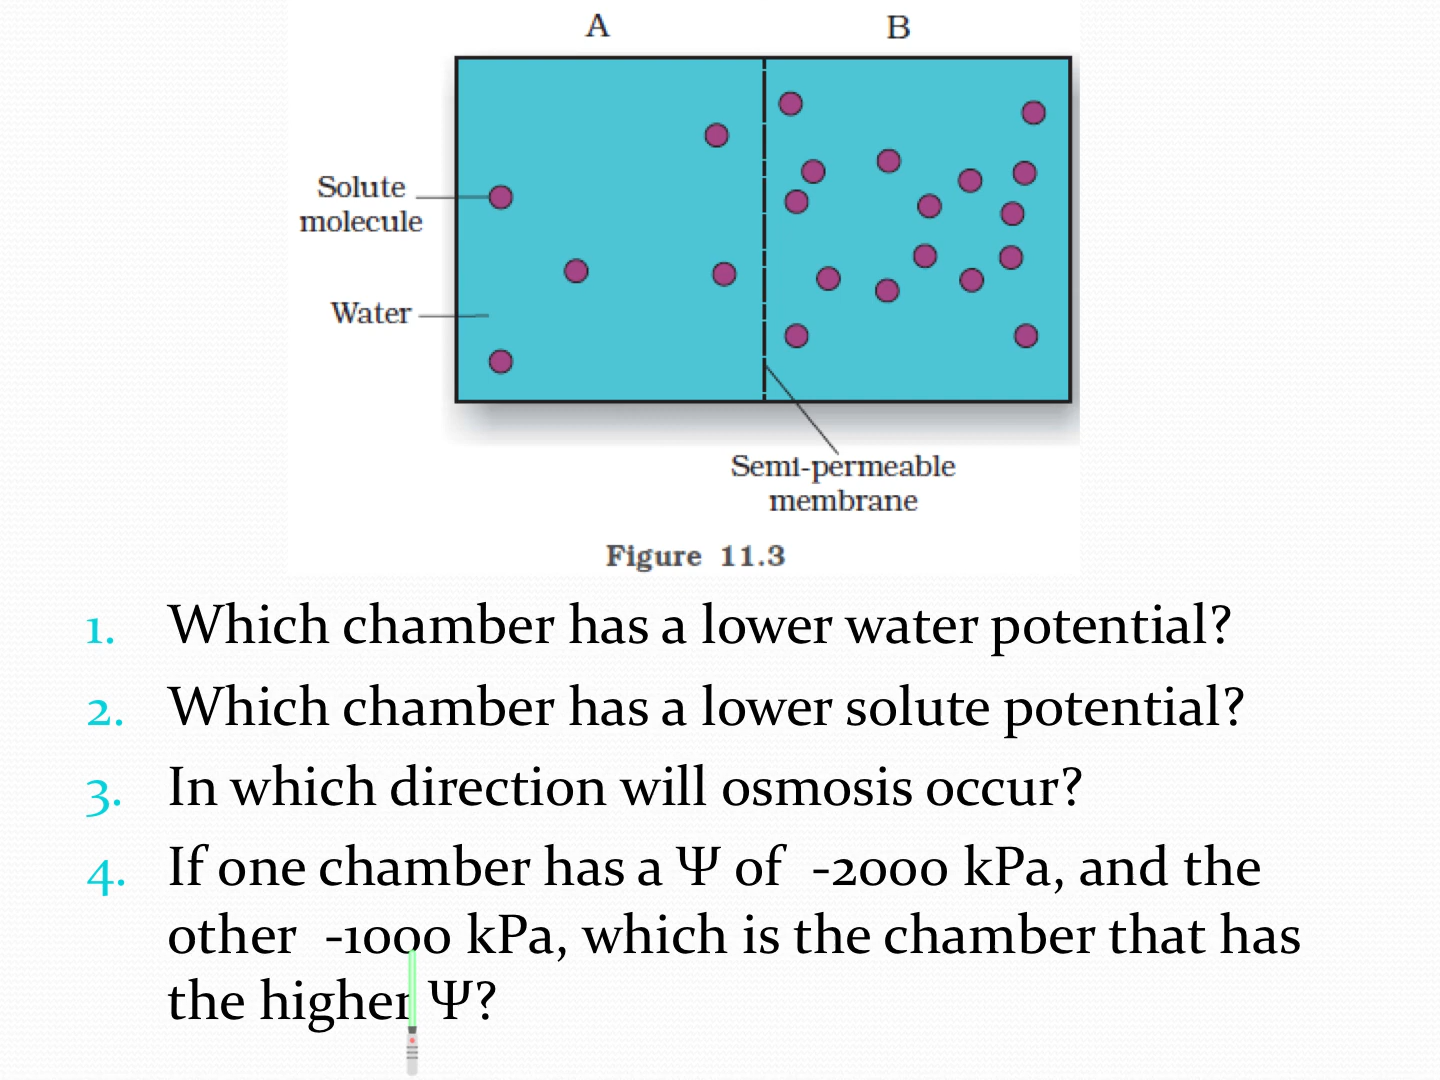 A
B
Solute
molecule
Water
Semi-permeable
membrane
Figure 11.3
1. Which chamber has a lower water potential?
2. Which chamber has a lower solute potential?
3. In which direction will osmosis occur?
4. If one chamber has a Ψ of -2000 kPa, and the
other -1000 kPa, which is the chamber that has
the higher Ψ?